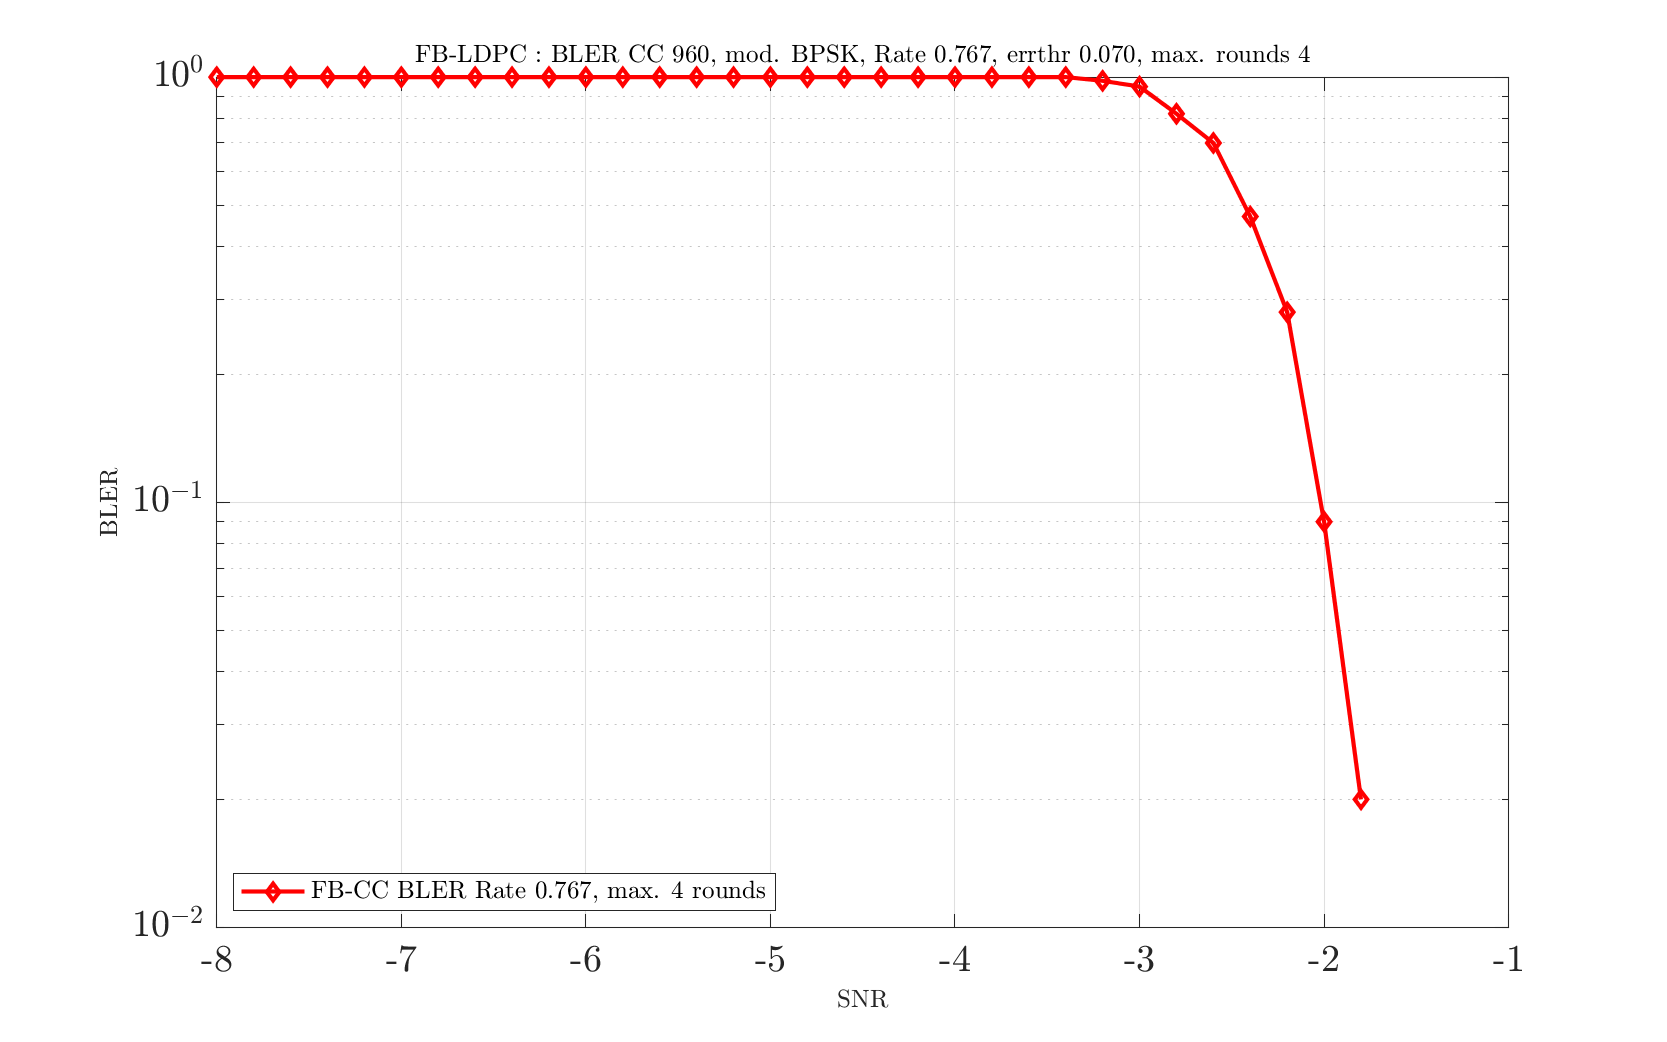 FB-LDPC : BLER CC 960, mod. BPSK, Rate 0.767, errthr 0.070, max. rounds 4
10⁰
10⁻¹
10⁻²
BLER
FB-CC BLER Rate 0.767, max. 4 rounds
-8 -7 -6 -5 -4 -3 -2 -1
SNR